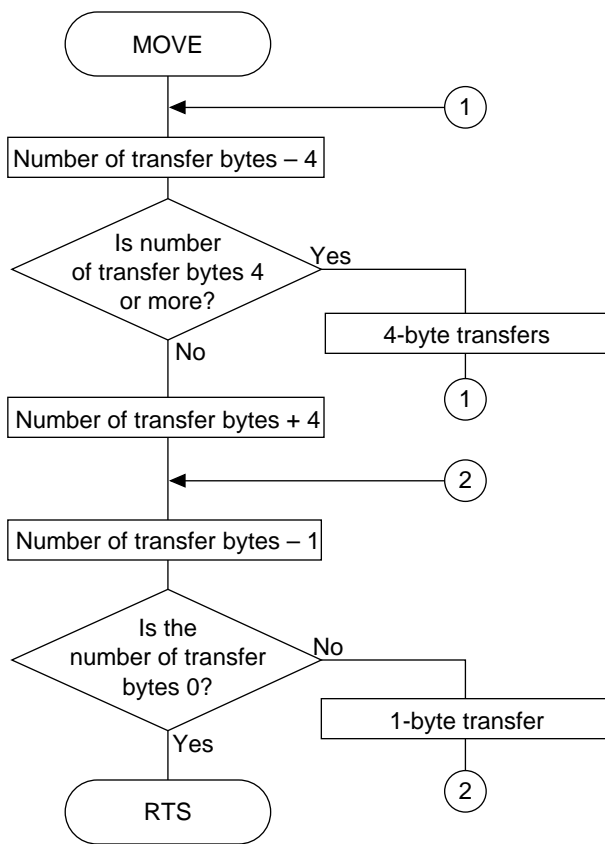 MOVE
1
Number of transfer bytes – 4
Is number
of transfer bytes 4
or more?
Yes
4-byte transfers
1
No
Number of transfer bytes + 4
2
Number of transfer bytes – 1
Is the
number of transfer
bytes 0?
No
1-byte transfer
2
Yes
RTS